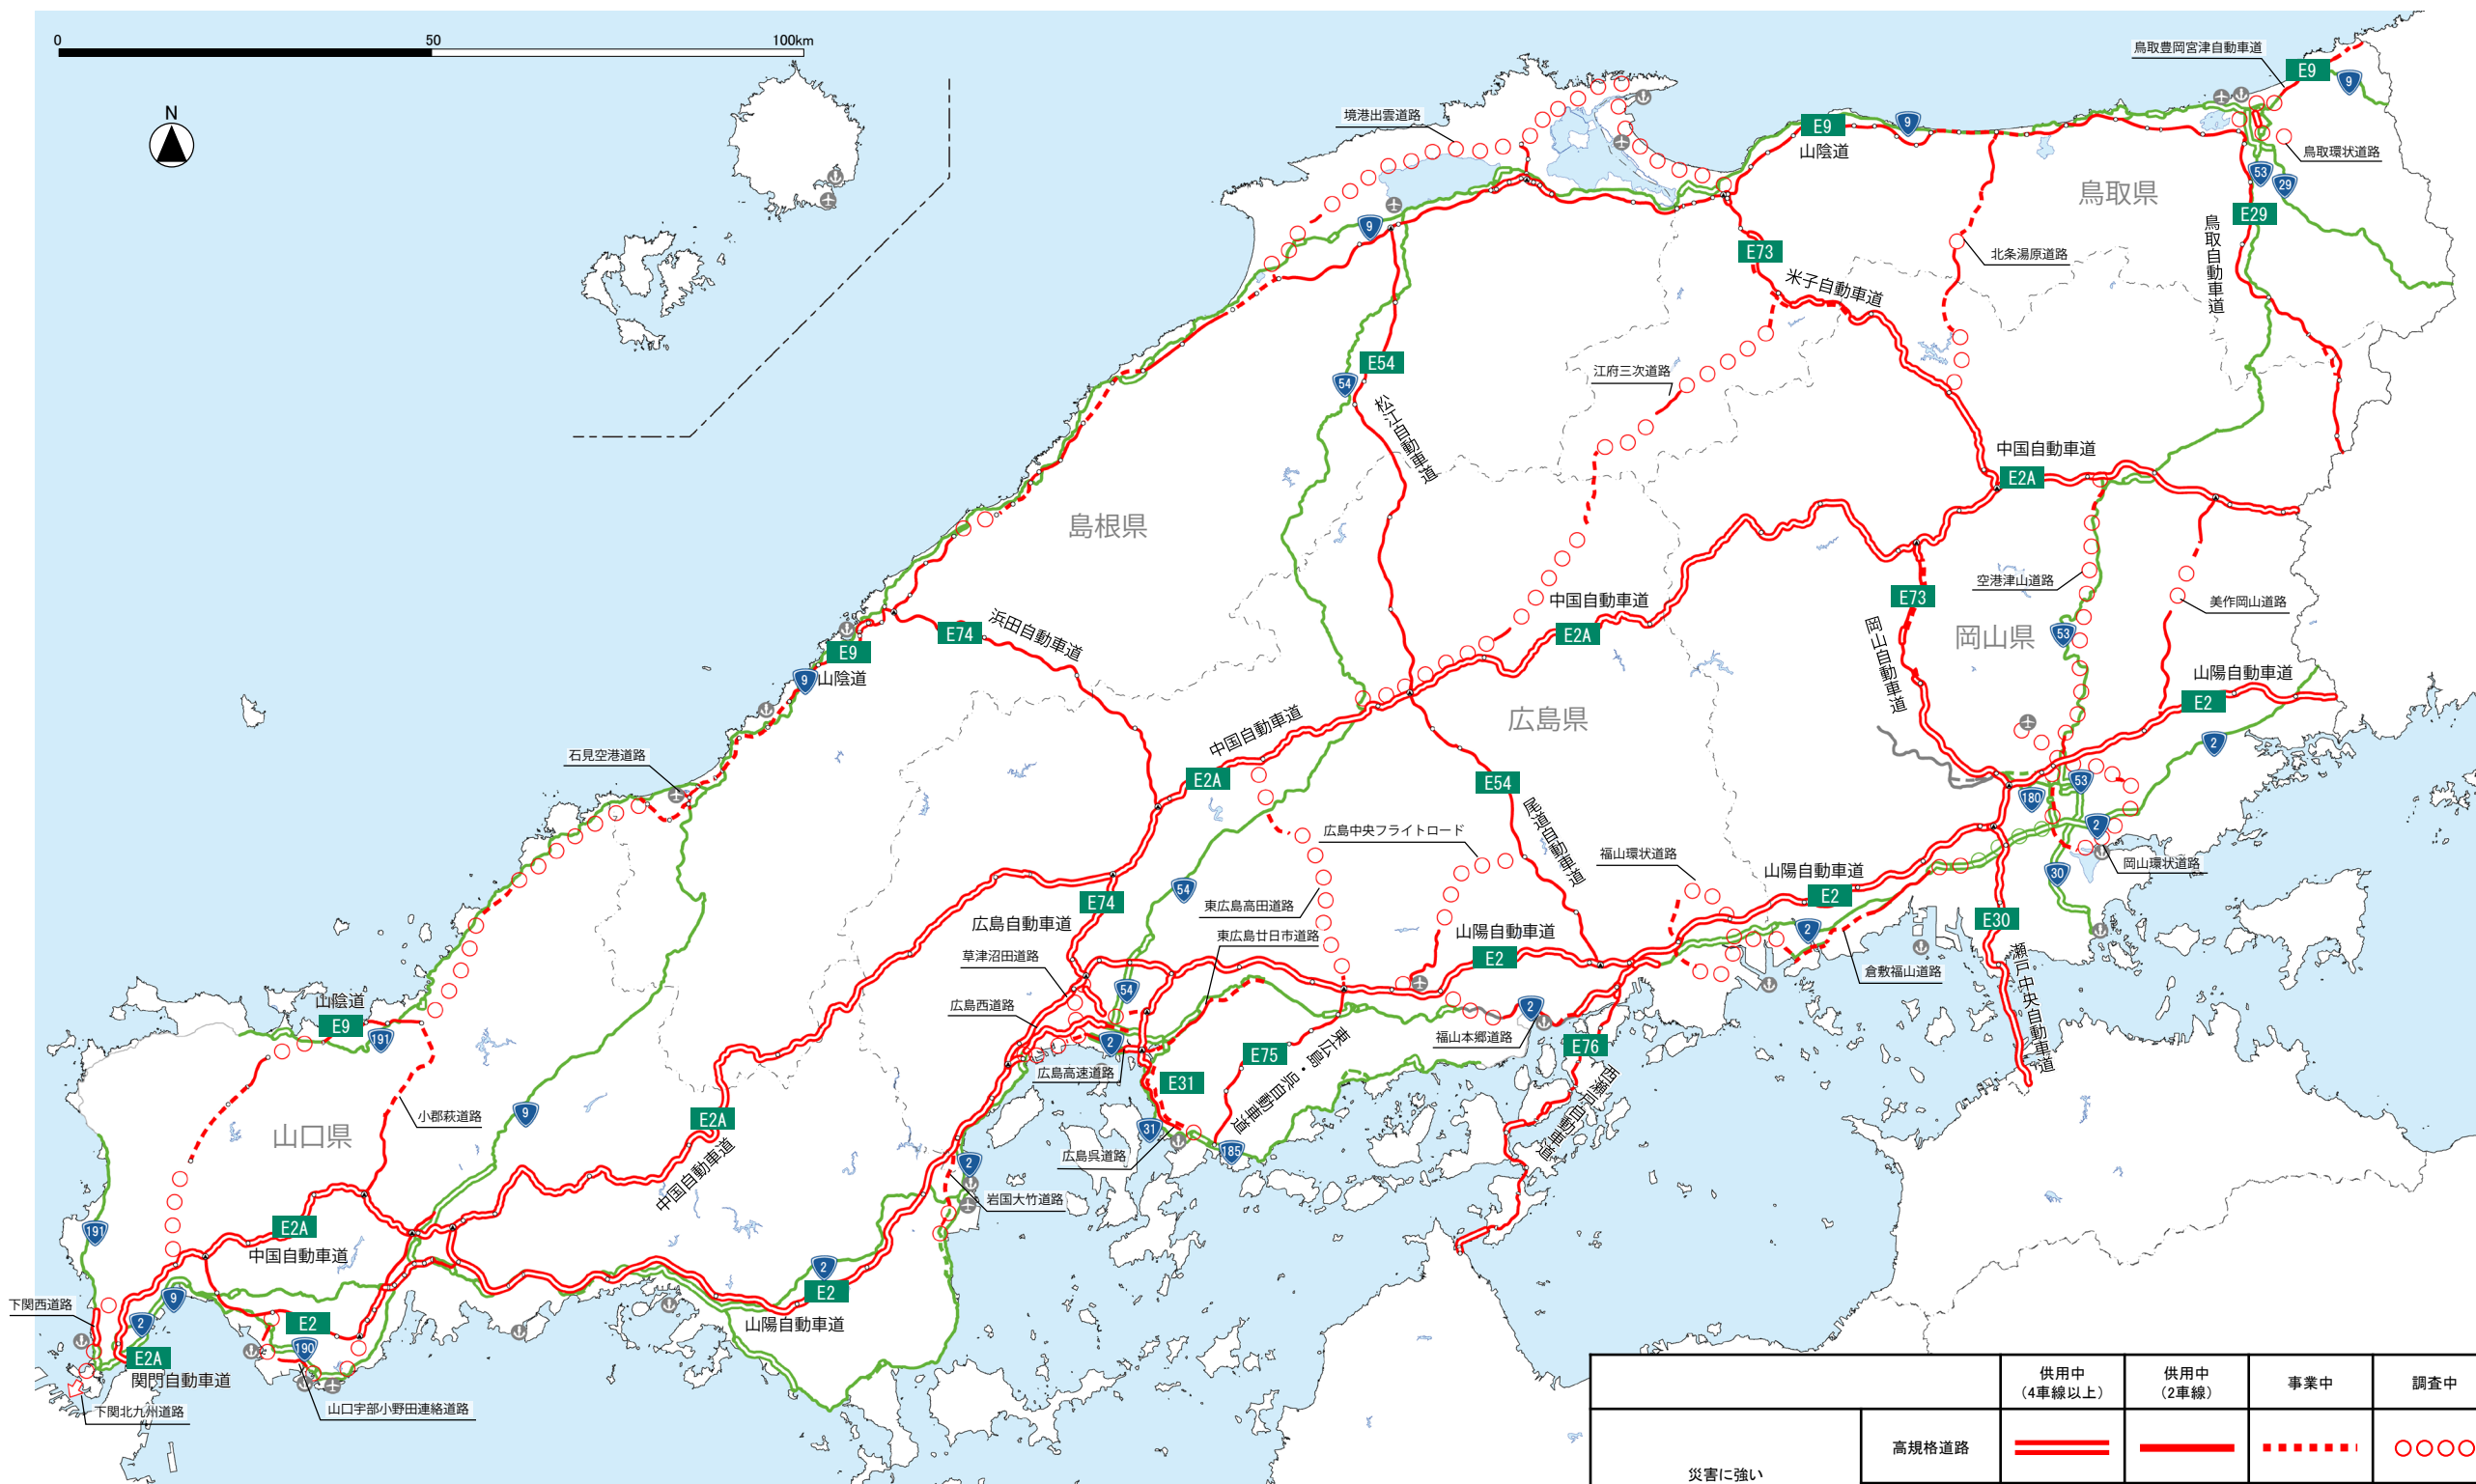 0 50 100km
N
鳥取豊岡宮津自動車道
E9
9
境港出雲道路
E9
9
山陰道
鳥取環状道路
53
29
鳥取県
E29
鳥取自動車道
9
E73
北条湯原道路
米子自動車道
E54
54
江府三次道路
松江自動車道
中国自動車道
E2A
島根県
空港津山道路
美作岡山道路
E73
中国自動車道
E2A
岡山県
53
岡山自動車道
浜田自動車道
E74
E9
9
山陰道
山陽自動車道
E2
2
広島県
中国自動車道
E2A
石見空港道路
E54
尾道自動車道
53
180
2
広島中央フライトロード
福山環状道路
山陽自動車道
E2
岡山環状道路
30
54
E74
広島自動車道
東広島高田道路
東広島廿日市道路
山陽自動車道
E2
2
E30
瀬戸中央自動車道
倉敷福山道路
草津沼田道路
広島西道路
54
2
山陰道
E9
191
2
福山本郷道路
E76
西瀬戸自動車道
E75
東広島・呉自動車道
広島高速道路
E31
小郡萩道路
9
E2A
中国自動車道
山口県
31
185
広島呉道路
2
岩国大竹道路
191
E2A
中国自動車道
2
E2
山陽自動車道
下関西道路
9
2
E2
190
E2A
関門自動車道
下関北九州道路
山口宇部小野田連絡道路
供用中
（4車線以上）
供用中
（2車線）
事業中
調査中
高規格道路
災害に強い